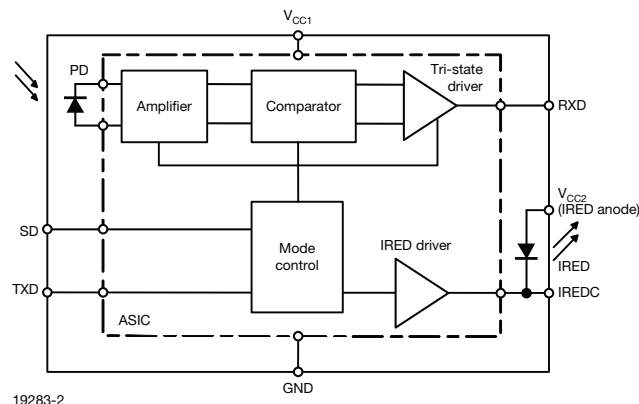 VCC1
PD
Amplifier
Comparator
Tri-state
driver
RXD
VCC2
(IRED anode)
SD
Mode
control
IRED driver
IRED
TXD
IREDC
ASIC
GND
19283-2